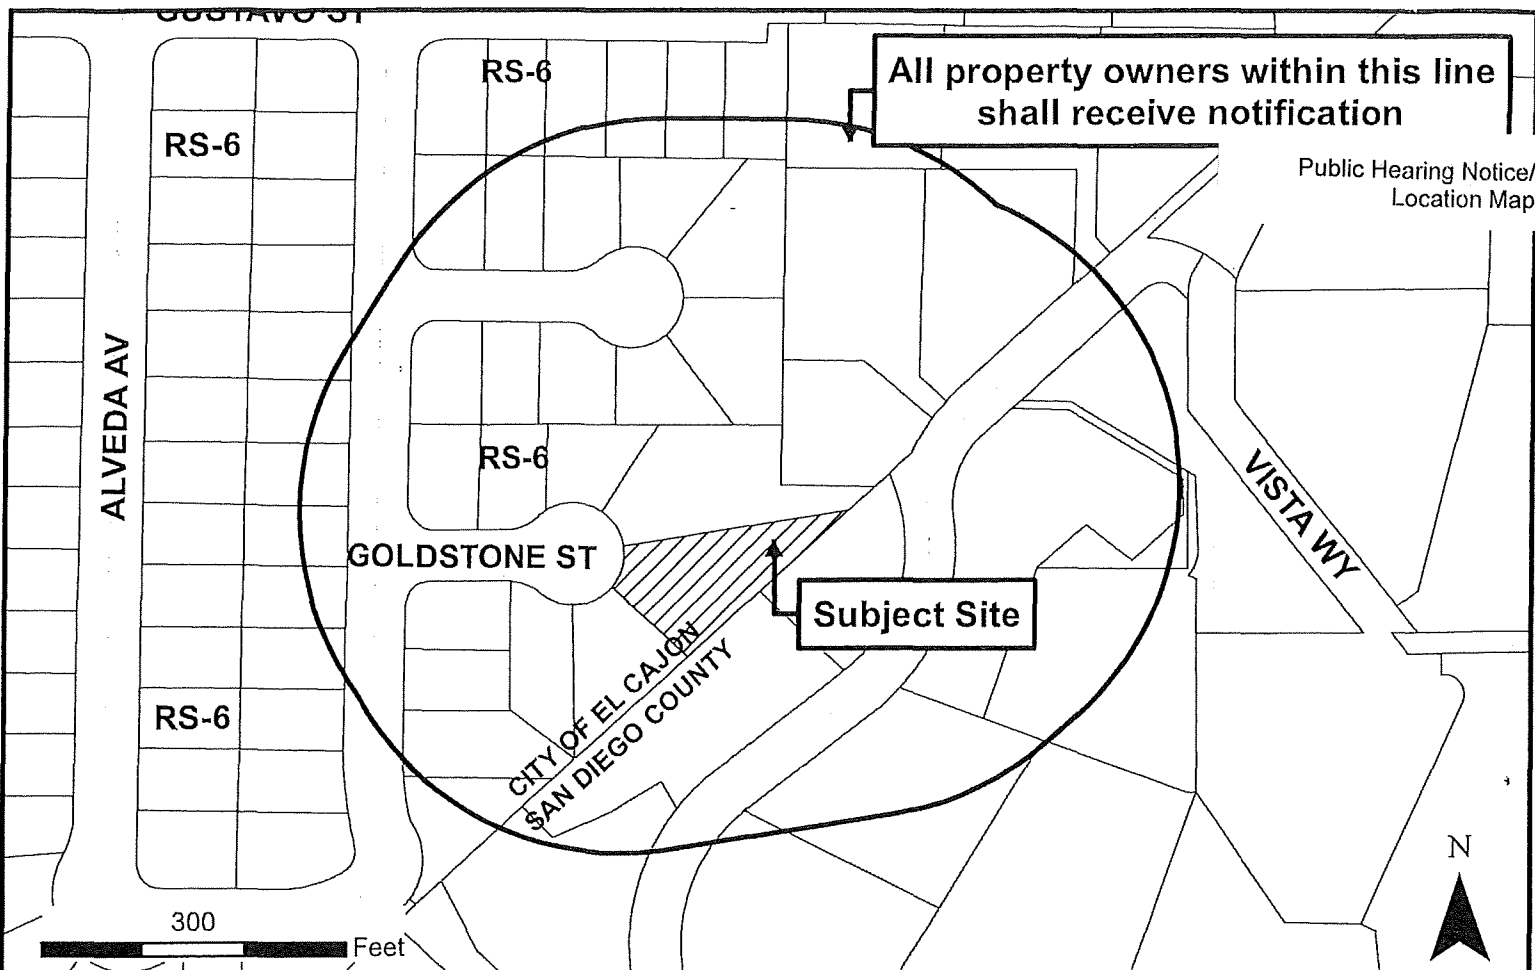 GUSTAVO ST
RS-6
All property owners within this line
shall receive notification
RS-6
Public Hearing Notice/
Location Map
ALVEDA AV
RS-6
VISTA WY
GOLDSTONE ST
Subject Site
CITY OF EL CAJON
SAN DIEGO COUNTY
RS-6
N
300
Feet